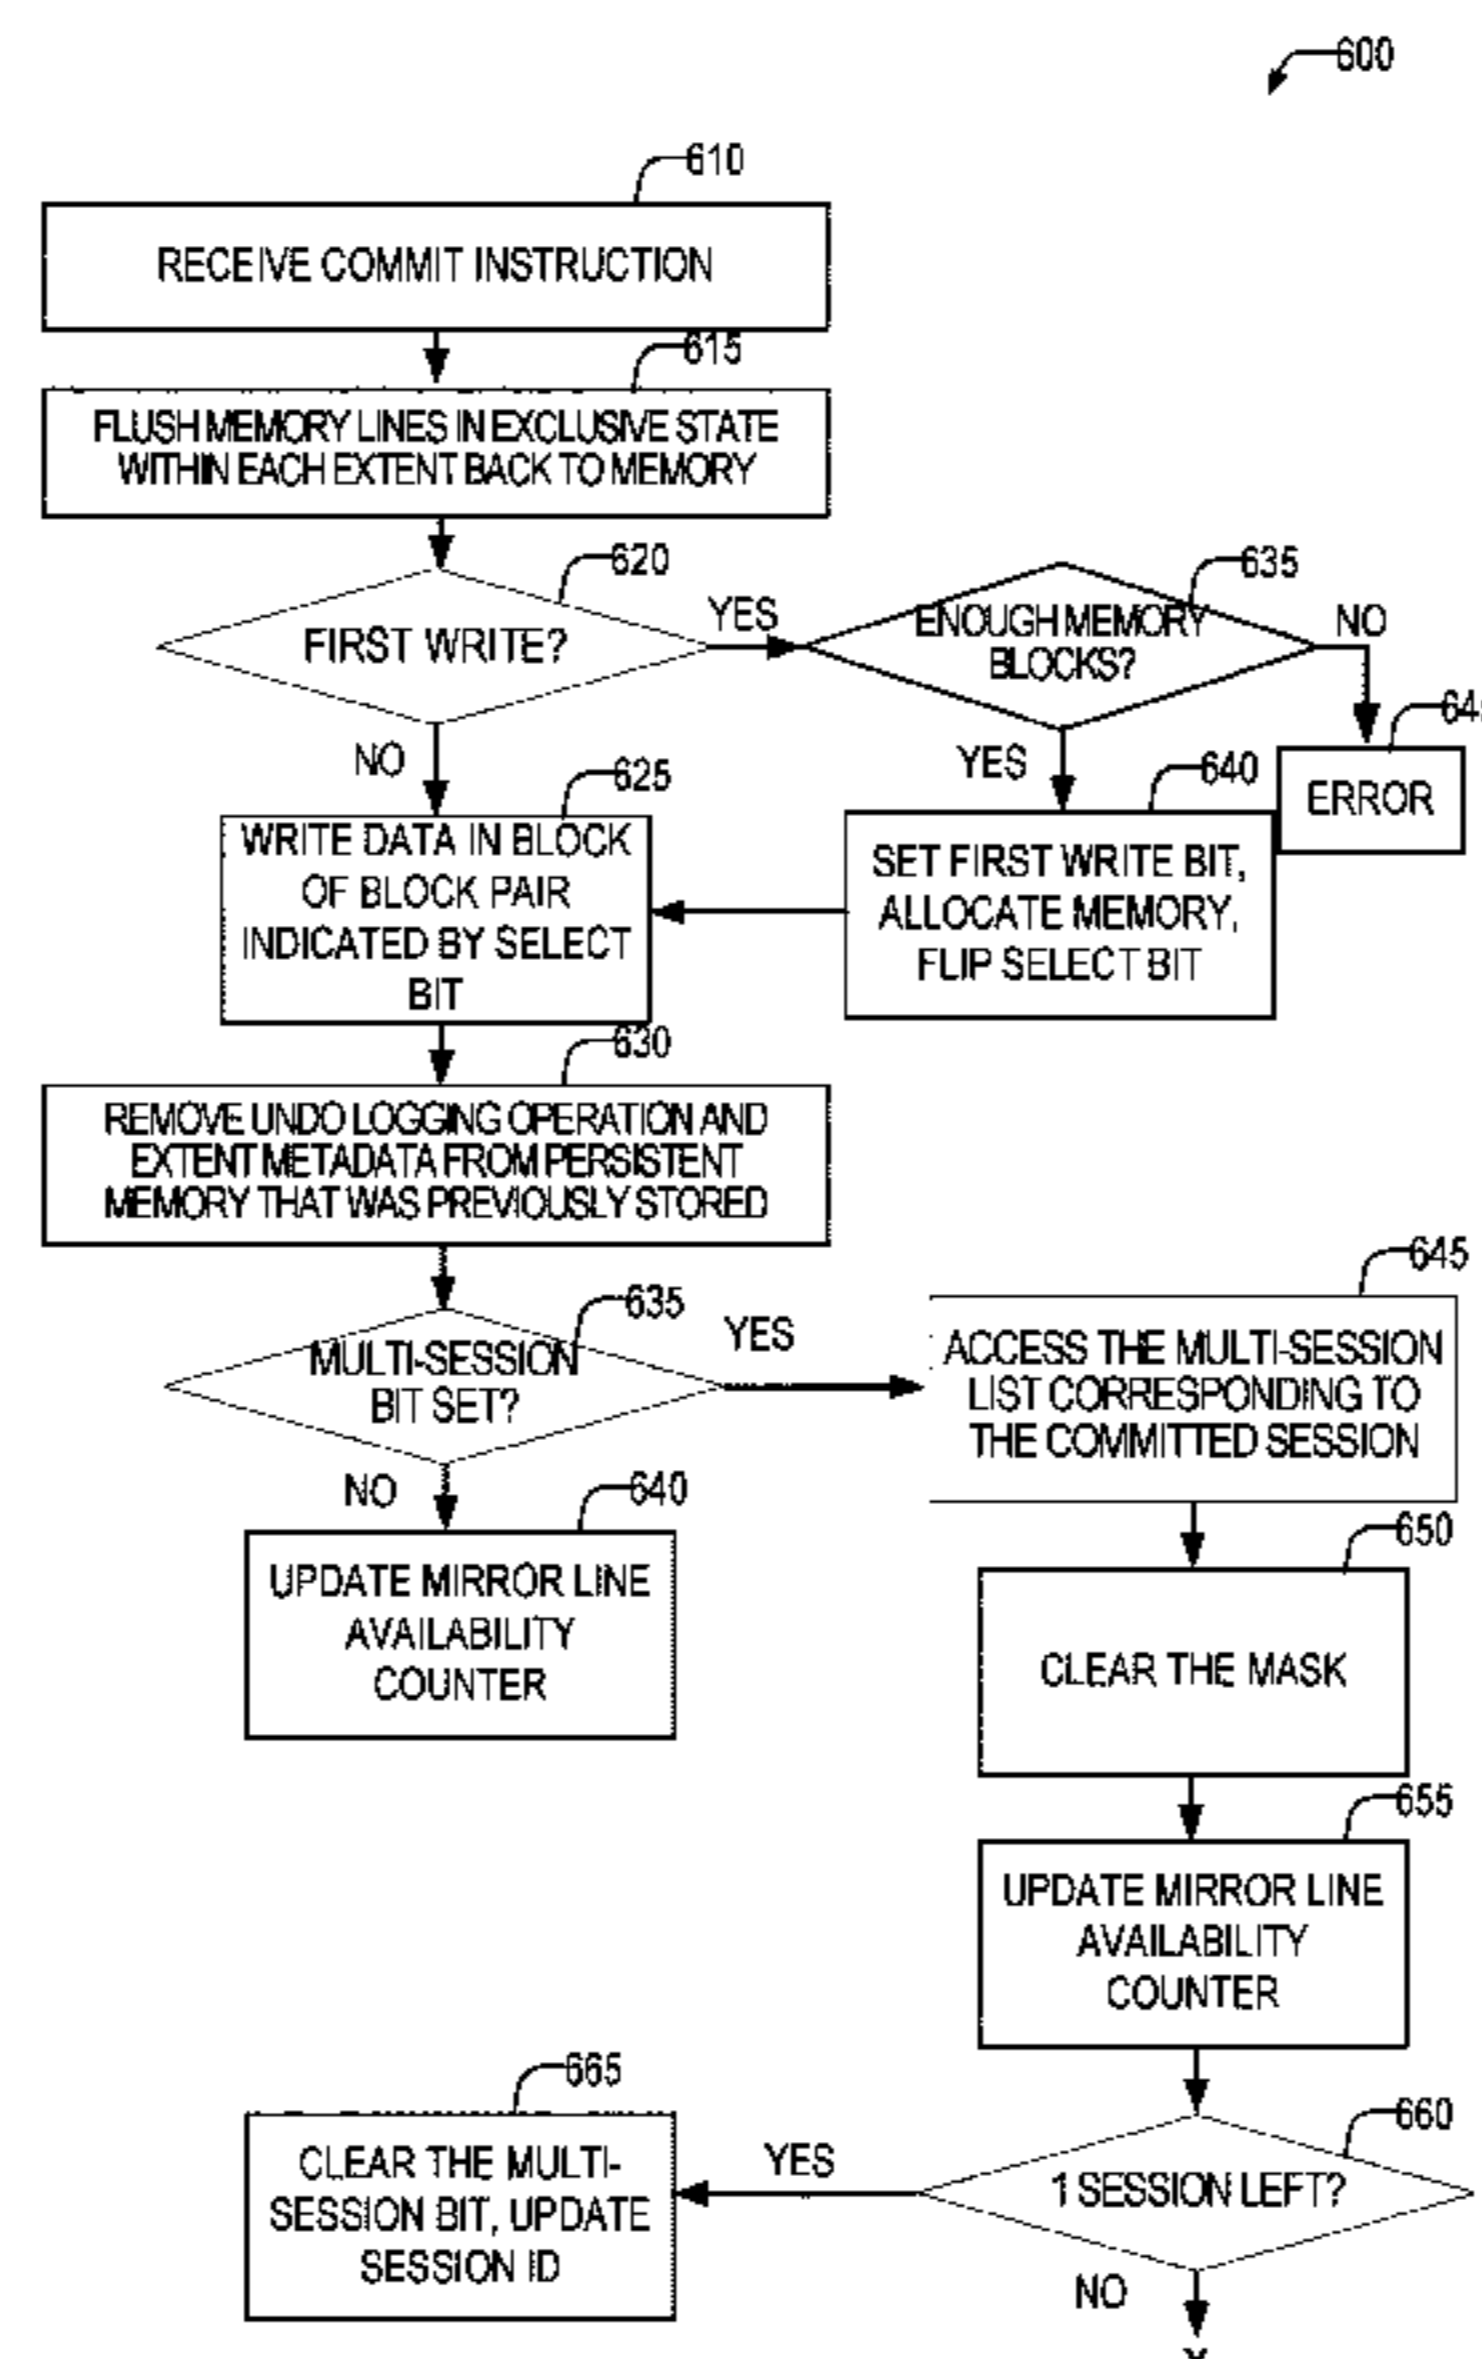 600
610
RECEIVE COMMIT INSTRUCTION
615
FLUSH MEMORY LINES IN EXCLUSIVE STATE
WITHIN EACH EXTENT BACK TO MEMORY
620
FIRST WRITE?
YES
635
ENOUGH MEMORY
BLOCKS?
NO
ERROR
NO
625
WRITE DATA IN BLOCK
OF BLOCK PAIR
INDICATED BY SELECT
BIT
YES
640
SET FIRST WRITE BIT,
ALLOCATE MEMORY,
FLIP SELECT BIT
630
REMOVE UNDO LOGGING OPERATION AND
EXTENT METADATA FROM PERSISTENT
MEMORY THAT WAS PREVIOUSLY STORED
635
MULTI-SESSION
BIT SET?
YES
645
ACCESS THE MULTI-SESSION
LIST CORRESPONDING TO
THE COMMITTED SESSION
NO
640
UPDATE MIRROR LINE
AVAILABILITY
COUNTER
650
CLEAR THE MASK
655
UPDATE MIRROR LINE
AVAILABILITY
COUNTER
660
1 SESSION LEFT?
YES
665
CLEAR THE MULTI-
SESSION BIT, UPDATE
SESSION ID
NO